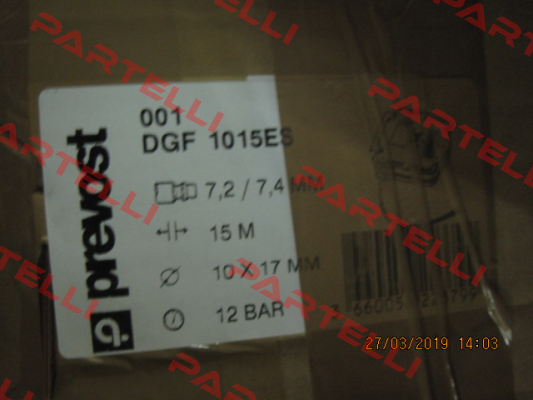 prevost
001
DGF 1015ES
7,2 / 7,4 MM
15 M
10 X 17 MM
12 BAR
27/03/2019 14:03
PARTELLI
PARTELLI
PARTELLI
PARTELLI
PARTELLI
PARTELLI
PARTELLI